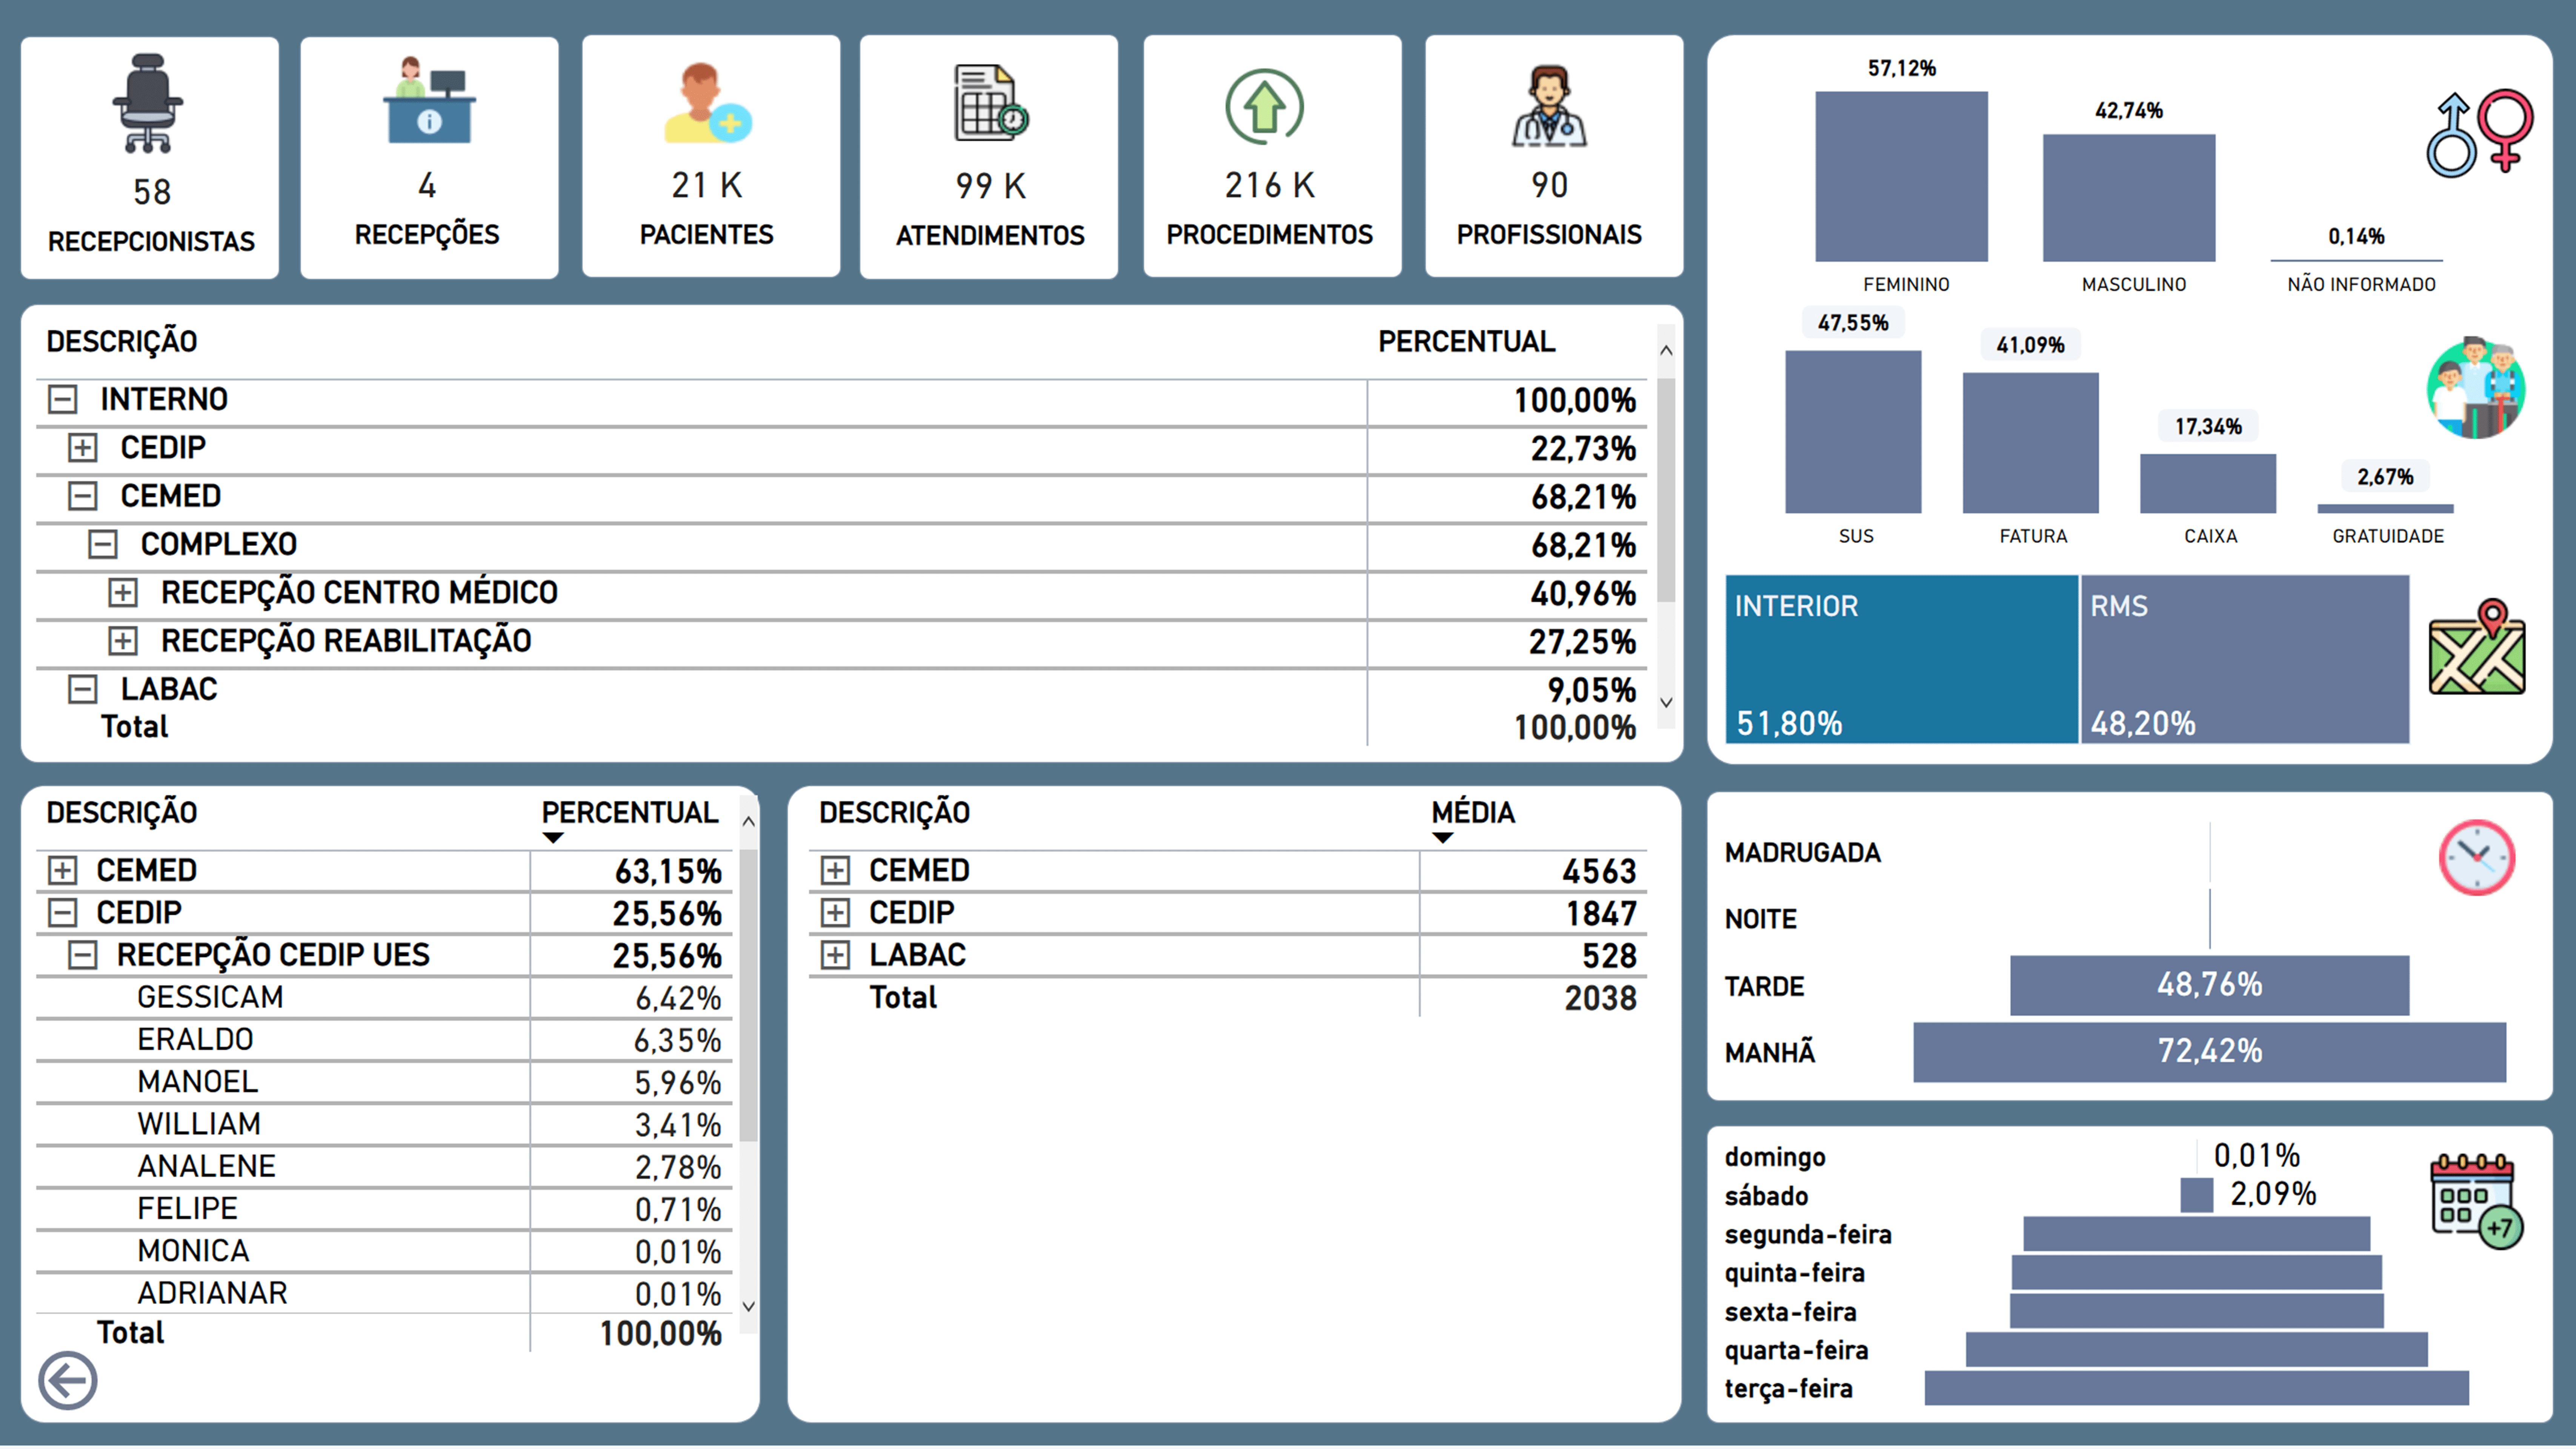 58
RECEPCIONISTAS
4
RECEPÇÕES
21 K
PACIENTES
99 K
ATENDIMENTOS
216 K
PROCEDIMENTOS
90
PROFISSIONAIS
DESCRIÇÃO PERCENTUAL
INTERNO 100,00%
CEDIP 22,73%
CEMED 68,21%
COMPLEXO 68,21%
RECEPÇÃO CENTRO MÉDICO 40,96%
RECEPÇÃO REABILITAÇÃO 27,25%
LABAC 9,05%
Total 100,00%
57,12%
42,74%
0,14%
FEMININO MASCULINO NÃO INFORMADO
47,55%
41,09%
17,34%
2,67%
SUS FATURA CAIXA GRATUIDADE
INTERIOR
51,80%
RMS
48,20%
DESCRIÇÃO PERCENTUAL
CEMED 63,15%
CEDIP 25,56%
RECEPÇÃO CEDIP UES 25,56%
GESSICAM 6,42%
ERALDO 6,35%
MANOEL 5,96%
WILLIAM 3,41%
ANALENE 2,78%
FELIPE 0,71%
MONICA 0,01%
ADRIANAR 0,01%
Total 100,00%
DESCRIÇÃO MÉDIA
CEMED 4563
CEDIP 1847
LABAC 528
Total 2038
MADRUGADA
NOITE
TARDE 48,76%
MANHÃ 72,42%
domingo 0,01%
sábado 2,09%
segunda-feira
quinta-feira
sexta-feira
quarta-feira
terça-feira
+7